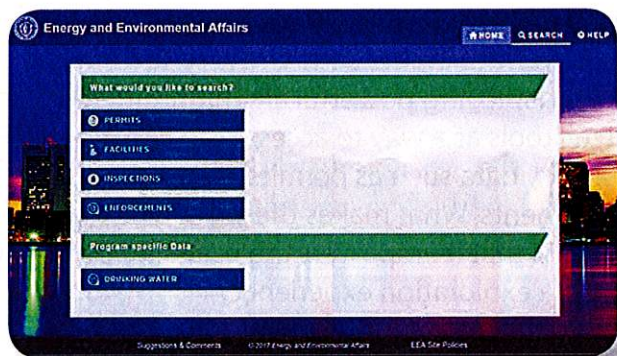 Energy and Environmental Affairs
HOME SEARCH HELP
What would you like to search?
PERMITS
FACILITIES
INSPECTIONS
ENFORCEMENTS
Program specific Data
DRINKING WATER
Suggestions & Comments © 2017 Energy and Environmental Affairs EEA Site Policies